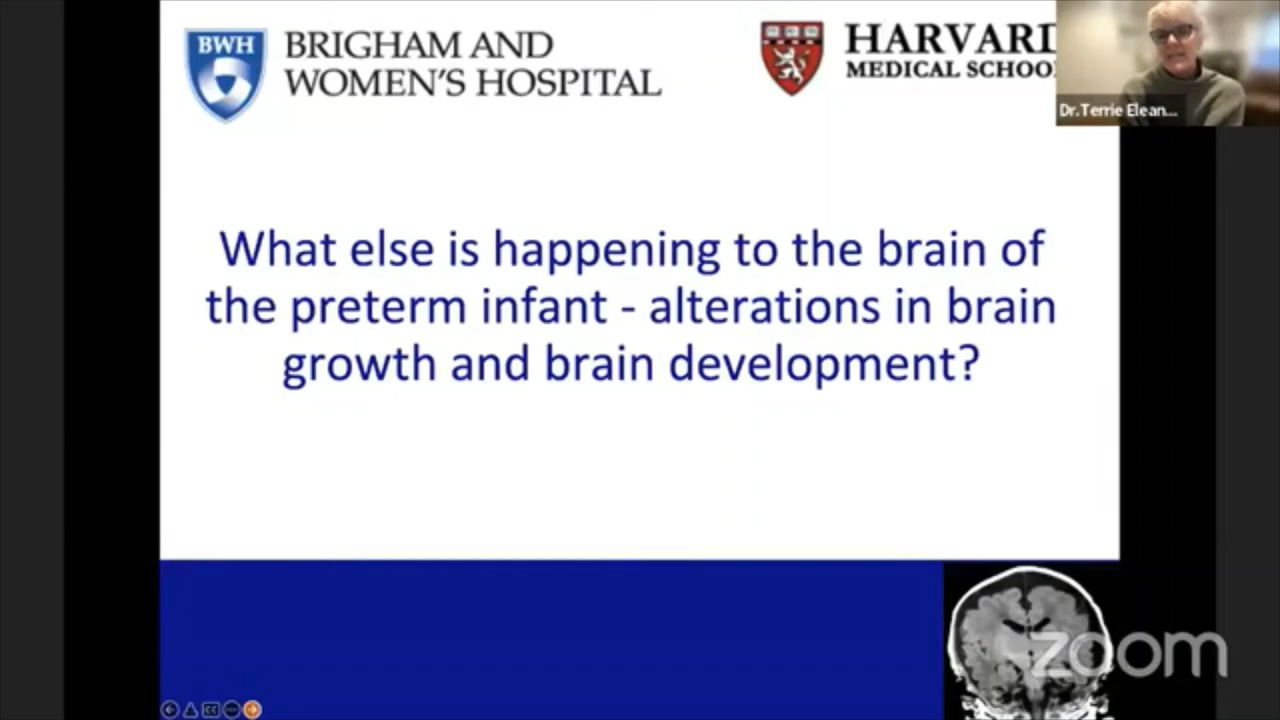 BWH
BRIGHAM AND
WOMEN'S HOSPITAL
HARVARD
MEDICAL SCHOO
Dr.Terrie Elean...
What else is happening to the brain of
the preterm infant - alterations in brain
growth and brain development?
zoom